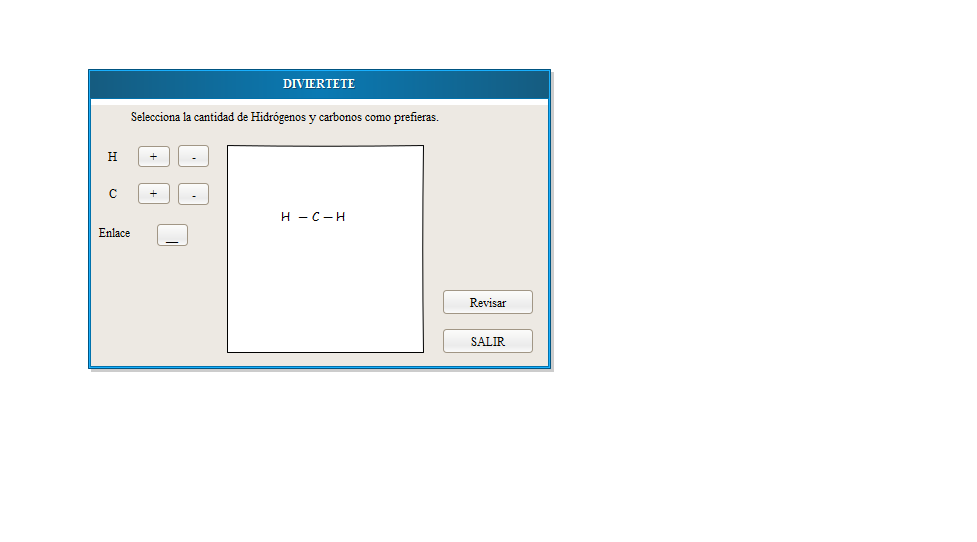 DIVIERTETE
Selecciona la cantidad de Hidrógenos y carbonos como prefieras.
H + -
C + -
H – C – H
Enlace __
Revisar
SALIR